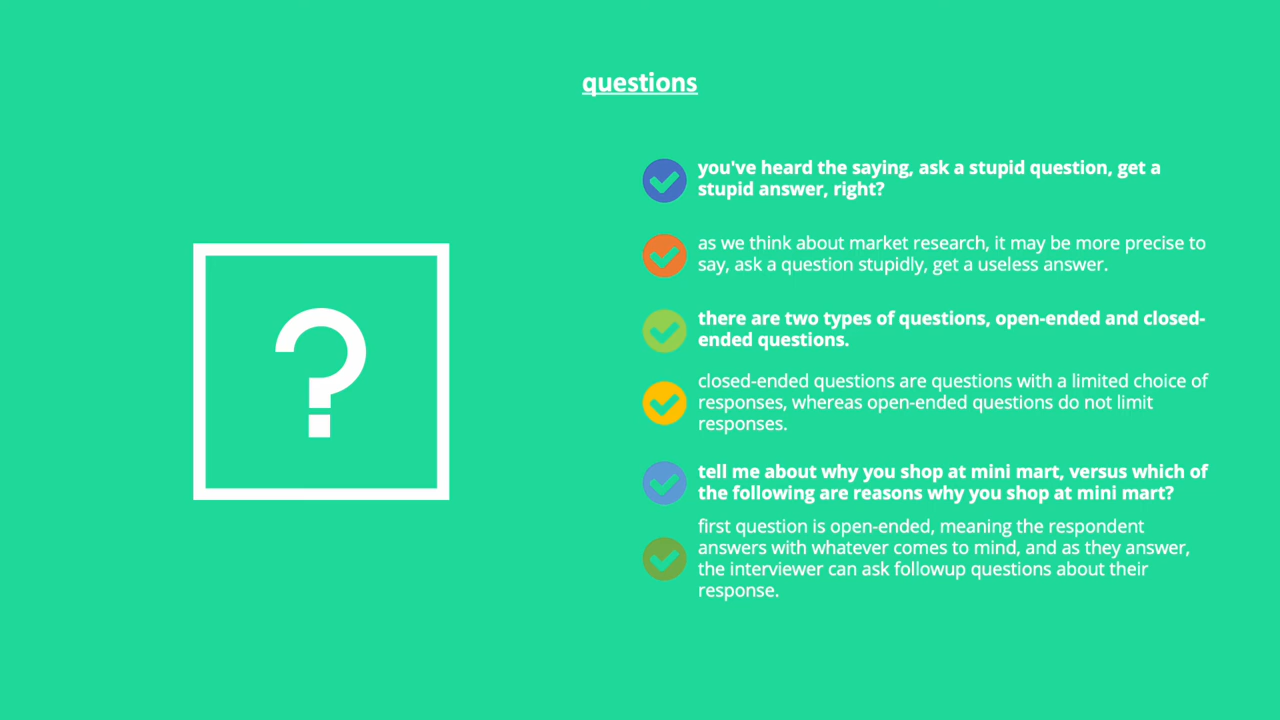 questions
you've heard the saying, ask a stupid question, get a
stupid answer, right?
as we think about market research, it may be more precise to
say, ask a question stupidly, get a useless answer.
there are two types of questions, open-ended and closed-
ended questions.
closed-ended questions are questions with a limited choice of
responses, whereas open-ended questions do not limit
responses.
tell me about why you shop at mini mart, versus which of
the following are reasons why you shop at mini mart?
first question is open-ended, meaning the respondent
answers with whatever comes to mind, and as they answer,
the interviewer can ask followup questions about their
response.
?